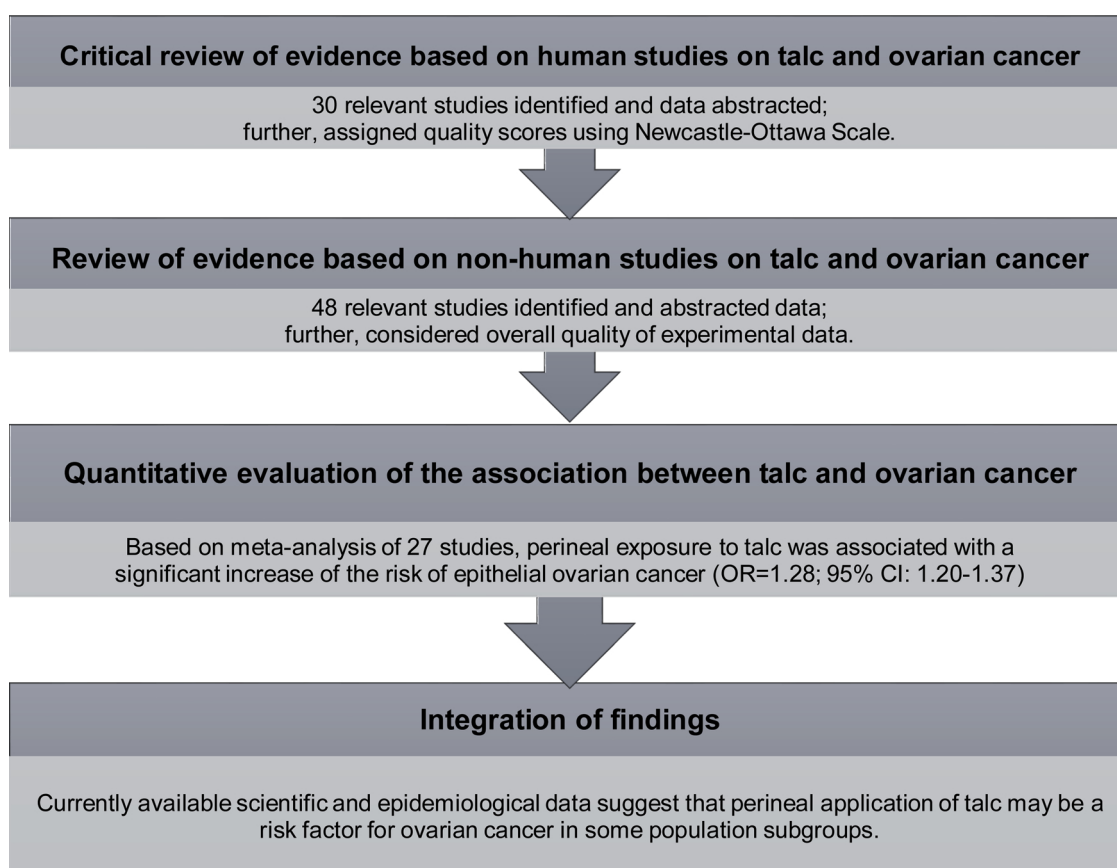 Critical review of evidence based on human studies on talc and ovarian cancer
30 relevant studies identified and data abstracted;
further, assigned quality scores using Newcastle-Ottawa Scale.
Review of evidence based on non-human studies on talc and ovarian cancer
48 relevant studies identified and abstracted data;
further, considered overall quality of experimental data.
Quantitative evaluation of the association between talc and ovarian cancer
Based on meta-analysis of 27 studies, perineal exposure to talc was associated with a
significant increase of the risk of epithelial ovarian cancer (OR=1.28; 95% CI: 1.20-1.37)
Integration of findings
Currently available scientific and epidemiological data suggest that perineal application of talc may be a
risk factor for ovarian cancer in some population subgroups.